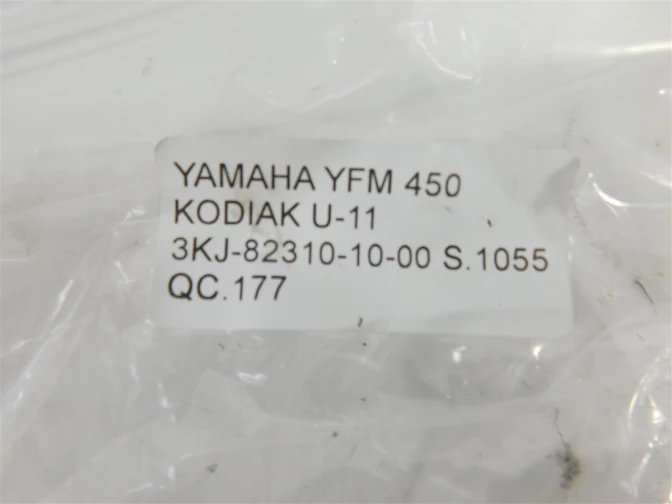 YAMAHA YFM 450
KODIAK U-11
3KJ-82310-10-00 S.1055
QC.177